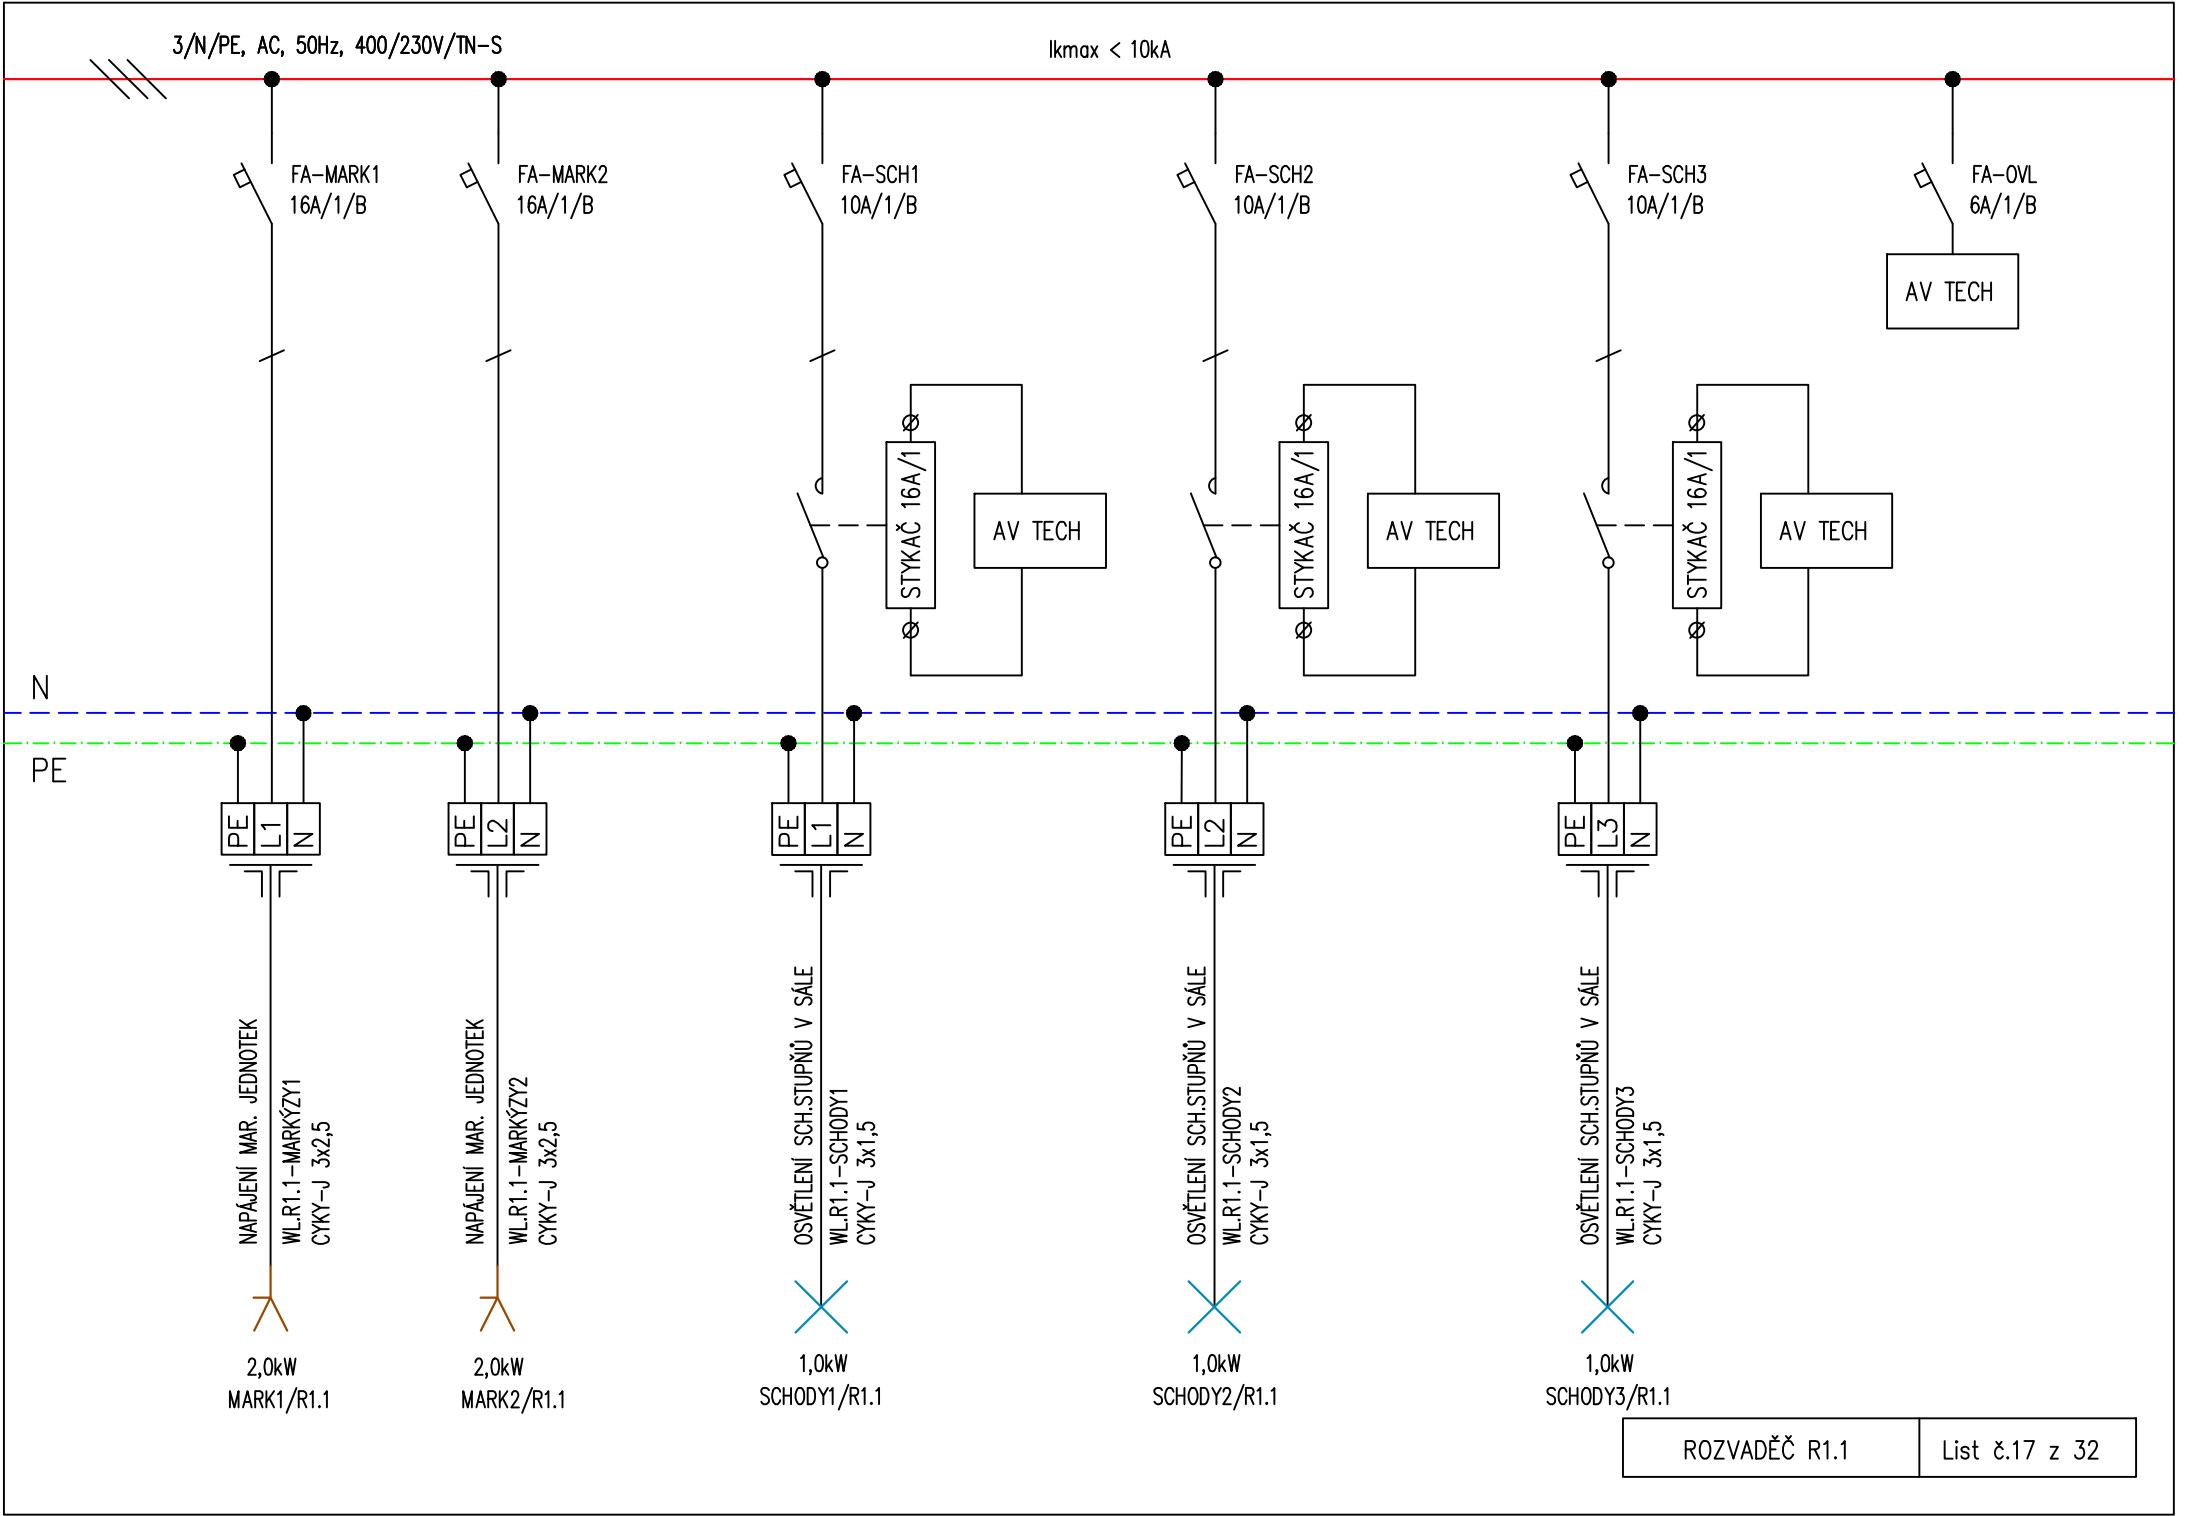 3/N/PE, AC, 50Hz, 400/230V/TN-S
Ikmax < 10kA
FA-MARK1
16A/1/B
FA-MARK2
16A/1/B
FA-SCH1
10A/1/B
FA-SCH2
10A/1/B
FA-SCH3
10A/1/B
FA-OVL
6A/1/B
AV TECH
STYKAČ 16A/1
AV TECH
STYKAČ 16A/1
AV TECH
STYKAČ 16A/1
AV TECH
N
PE
PE
L1
N
PE
L2
N
PE
L1
N
PE
L2
N
PE
L3
N
NAPÁJENÍ MAR. JEDNOTEK
WL.R1.1-MARKÝZY1
CYKY-J 3x2,5
NAPÁJENÍ MAR. JEDNOTEK
WL.R1.1-MARKÝZY2
CYKY-J 3x2,5
OSVĚTLENÍ SCH.STUPŇŮ V SÁLE
WL.R1.1-SCHODY1
CYKY-J 3x1,5
OSVĚTLENÍ SCH.STUPŇŮ V SÁLE
WL.R1.1-SCHODY2
CYKY-J 3x1,5
OSVĚTLENÍ SCH.STUPŇŮ V SÁLE
WL.R1.1-SCHODY3
CYKY-J 3x1,5
2,0kW
MARK1/R1.1
2,0kW
MARK2/R1.1
1,0kW
SCHODY1/R1.1
1,0kW
SCHODY2/R1.1
1,0kW
SCHODY3/R1.1
ROZVADĚČ R1.1
List č.17 z 32